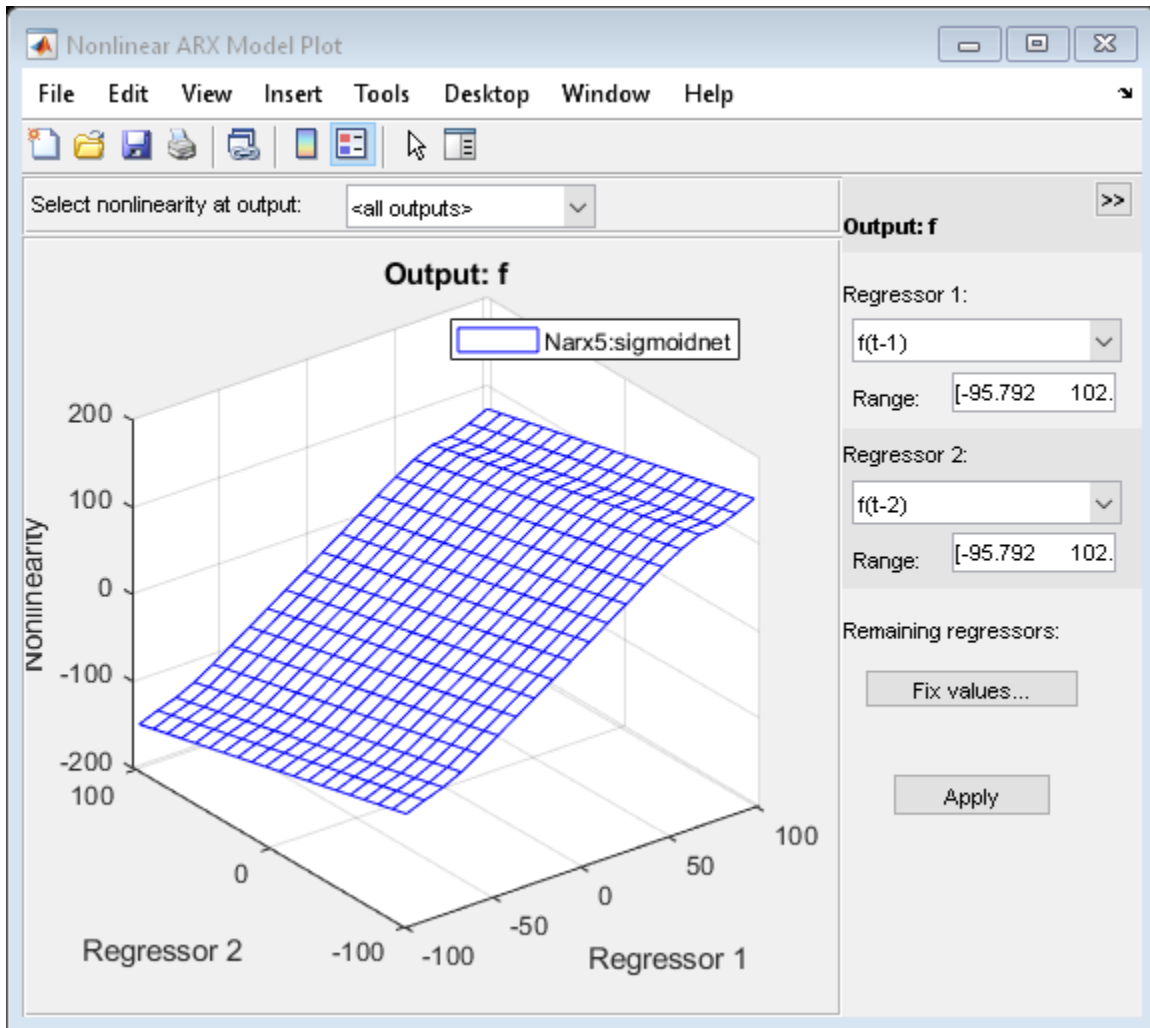 Nonlinear ARX Model Plot
File Edit View Insert Tools Desktop Window Help
Select nonlinearity at output: <all outputs>
>>
Output: f
Output: f
Narx5:sigmoidnet
Nonlinearity
200
100
0
-100
-200
100
0
-100
Regressor 2
-100
-50
0
50
100
Regressor 1
Regressor 1:
f(t-1)
Range: [-95.792 102.
Regressor 2:
f(t-2)
Range: [-95.792 102.
Remaining regressors:
Fix values...
Apply